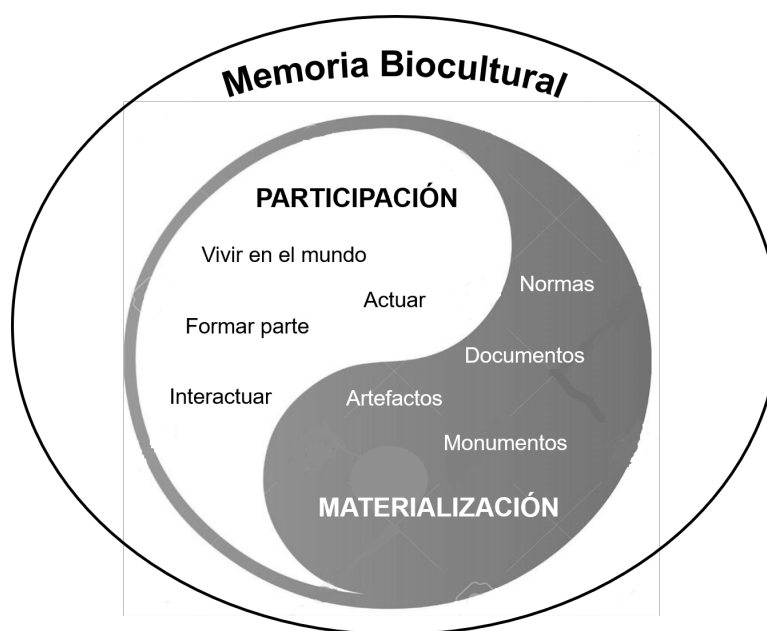 Memoria Biocultural
PARTICIPACIÓN
Vivir en el mundo
Actuar
Formar parte
Interactuar
Normas
Documentos
Artefactos
Monumentos
MATERIALIZACIÓN